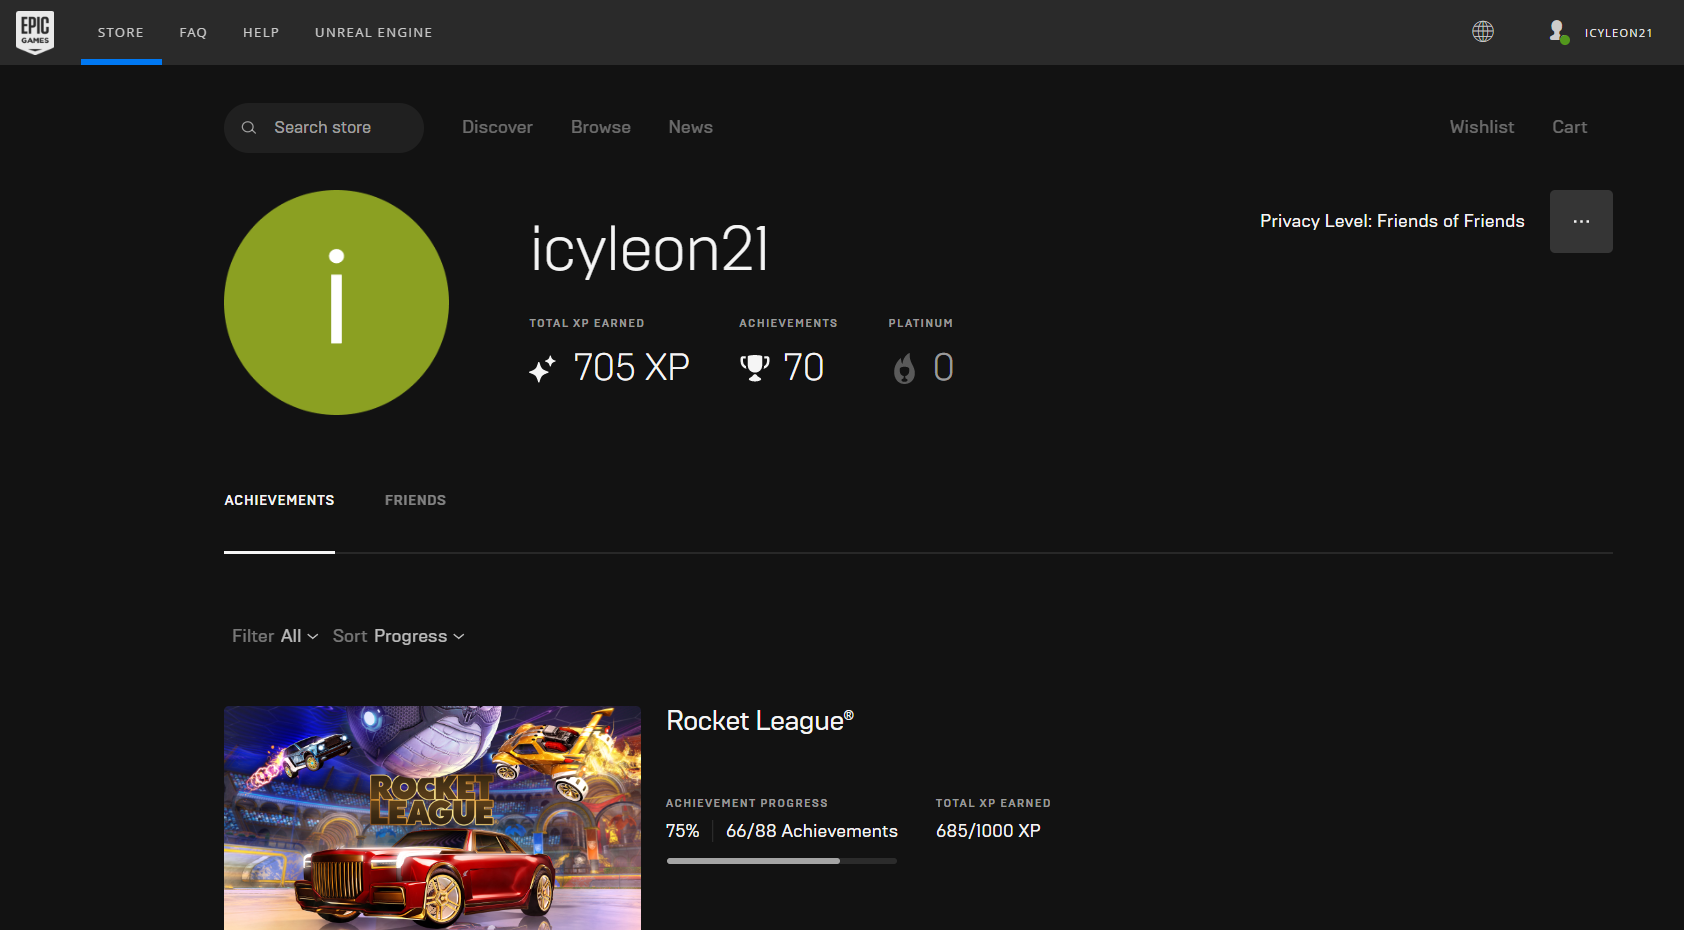 EPIC
GAMES
STORE
FAQ
HELP
UNREAL ENGINE
ICYLEON21
Search store
Discover
Browse
News
Wishlist
Cart
i
icyleon21
Privacy Level: Friends of Friends
...
TOTAL XP EARNED
ACHIEVEMENTS
PLATINUM
705 XP
70
0
ACHIEVEMENTS
FRIENDS
Filter All
Sort Progress
ROCKET
LEAGUE
Rocket League®
ACHIEVEMENT PROGRESS
TOTAL XP EARNED
75%
66/88 Achievements
685/1000 XP